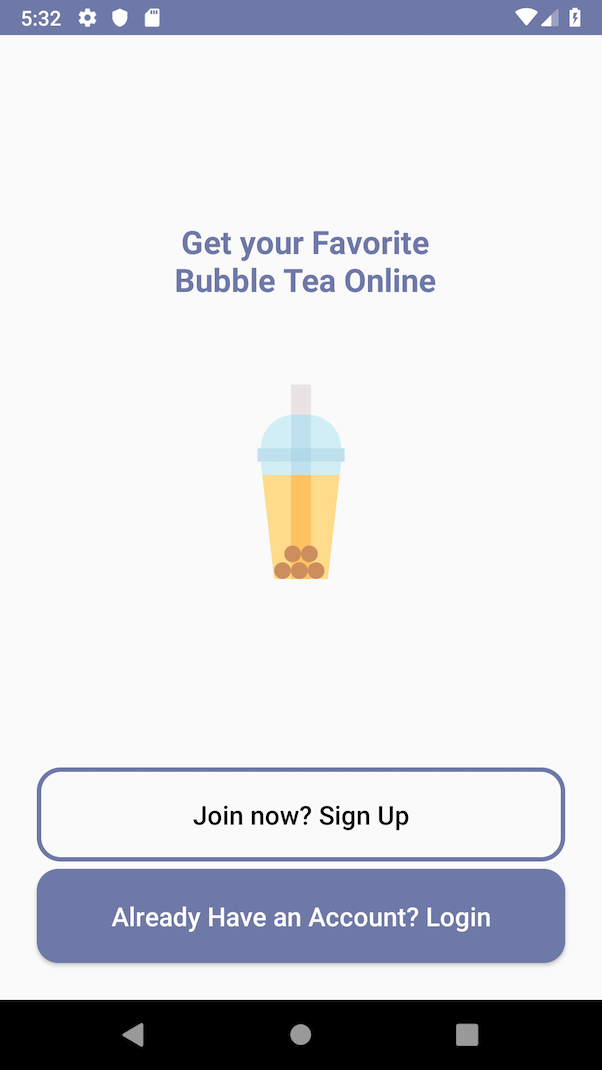 5:32
Get your Favorite
Bubble Tea Online
Join now? Sign Up
Already Have an Account? Login